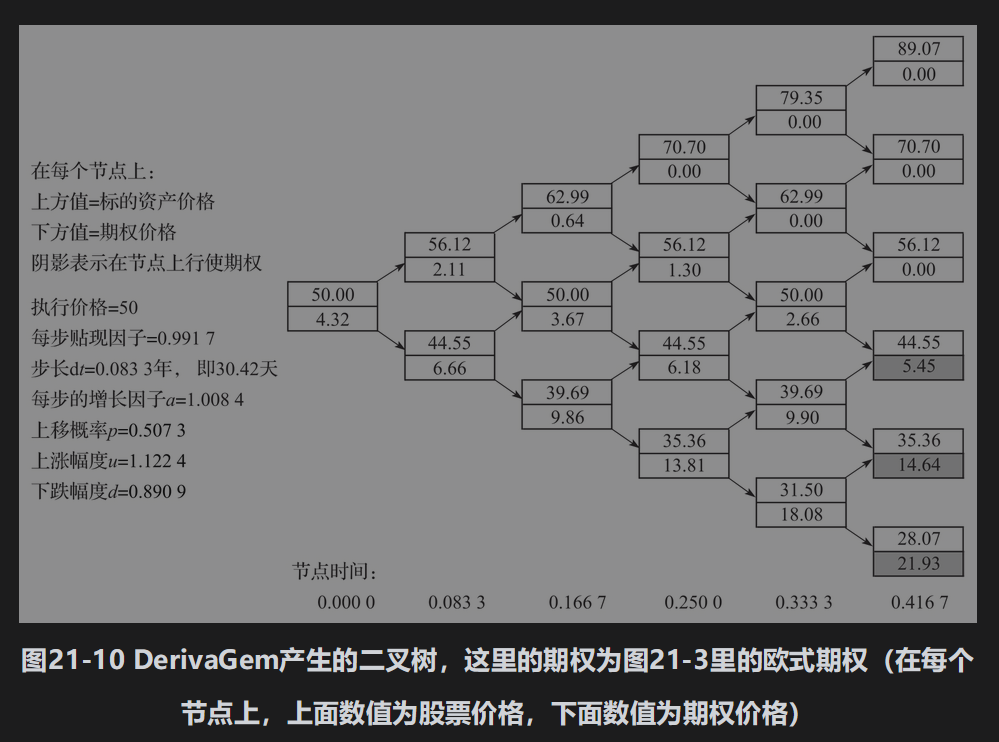 89.07
0.00
79.35
0.00
70.70
0.00
70.70
0.00
62.99
0.64
62.99
0.00
56.12
2.11
56.12
1.30
56.12
0.00
50.00
4.32
50.00
3.67
50.00
2.66
44.55
6.66
44.55
6.18
44.55
5.45
39.69
9.86
39.69
9.90
35.36
13.81
35.36
14.64
31.50
18.08
28.07
21.93
在每个节点上：
上方值=标的资产价格
下方值=期权价格
阴影表示在节点上行使期权
执行价格=50
每步贴现因子=0.991 7
步长dt=0.083 3年， 即30.42天
每步的增长因子a=1.008 4
上移概率p=0.507 3
上涨幅度u=1.122 4
下跌幅度d=0.890 9
节点时间：
0.000 0 0.083 3 0.166 7 0.250 0 0.333 3 0.416 7
图21-10 DerivaGem产生的二叉树，这里的期权为图21-3里的欧式期权（在每个
节点上，上面数值为股票价格，下面数值为期权价格）